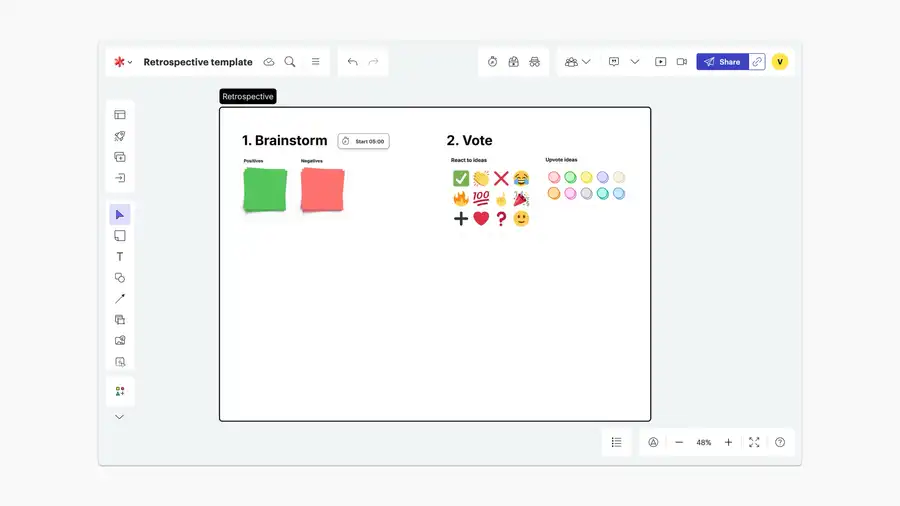 Retrospective template
Share
V
Retrospective
1. Brainstorm
Start 05:00
2. Vote
Positives
Negatives
React to ideas
Upvote ideas
100
T
48%